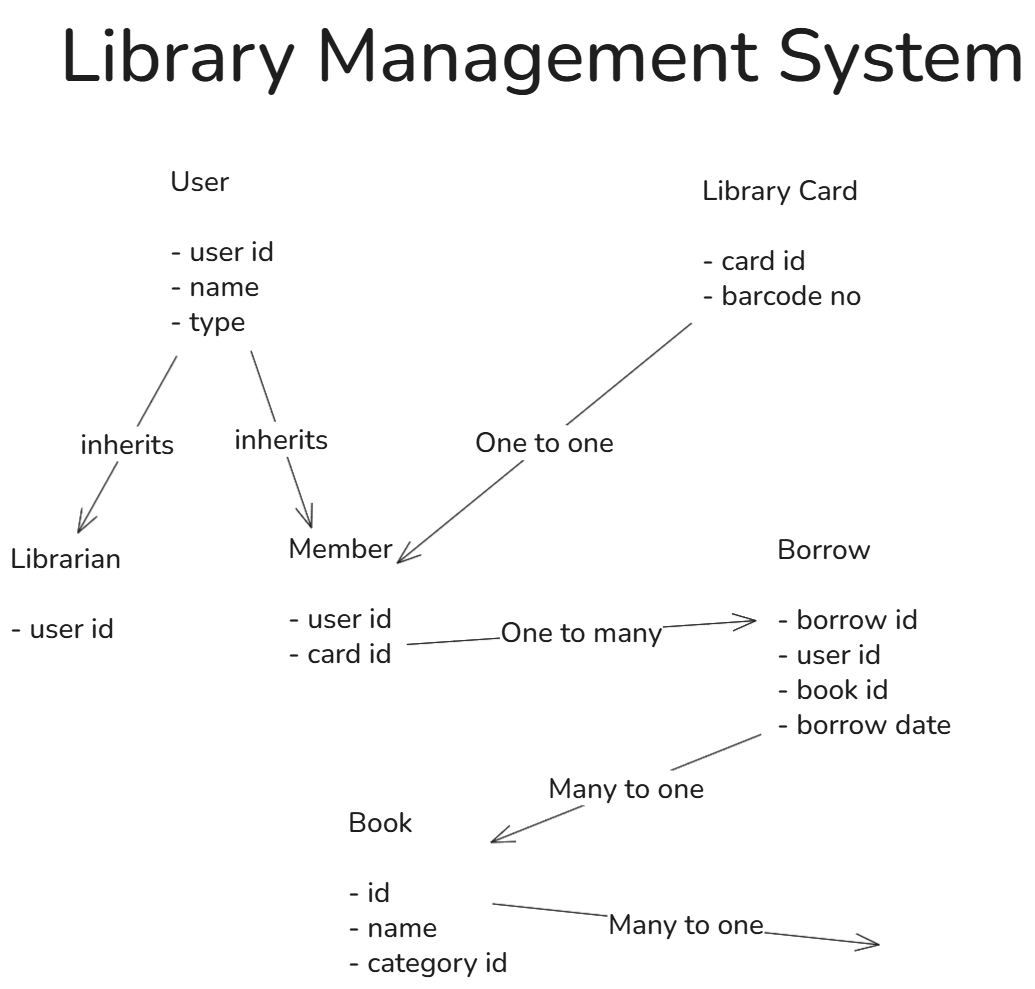 Library Management System
User
- user id
- name
- type
Library Card
- card id
- barcode no
inherits
inherits
One to one
Librarian
- user id
Member
- user id
- card id
One to many
Borrow
- borrow id
- user id
- book id
- borrow date
Many to one
Book
- id
- name
- category id
Many to one